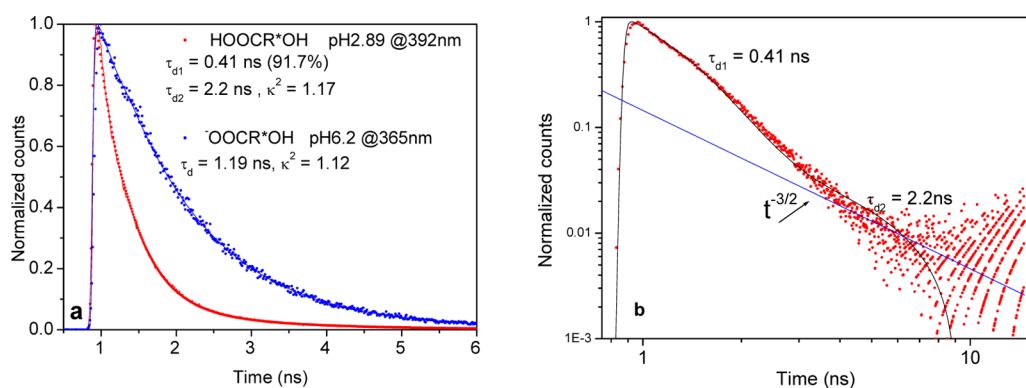 HOOCR*OH pH2.89 @392nm
τd1 = 0.41 ns (91.7%)
τd2 = 2.2 ns , κ² = 1.17
⁻OOCR*OH pH6.2 @365nm
τd = 1.19 ns, κ² = 1.12
Normalized counts
1.0
0.8
0.6
0.4
0.2
0.0
a
1 2 3 4 5 6
Time (ns)
τd1 = 0.41 ns
τd2 = 2.2ns
t⁻³/²
Normalized counts
1
0.1
0.01
1E-3
b
1 10
Time (ns)